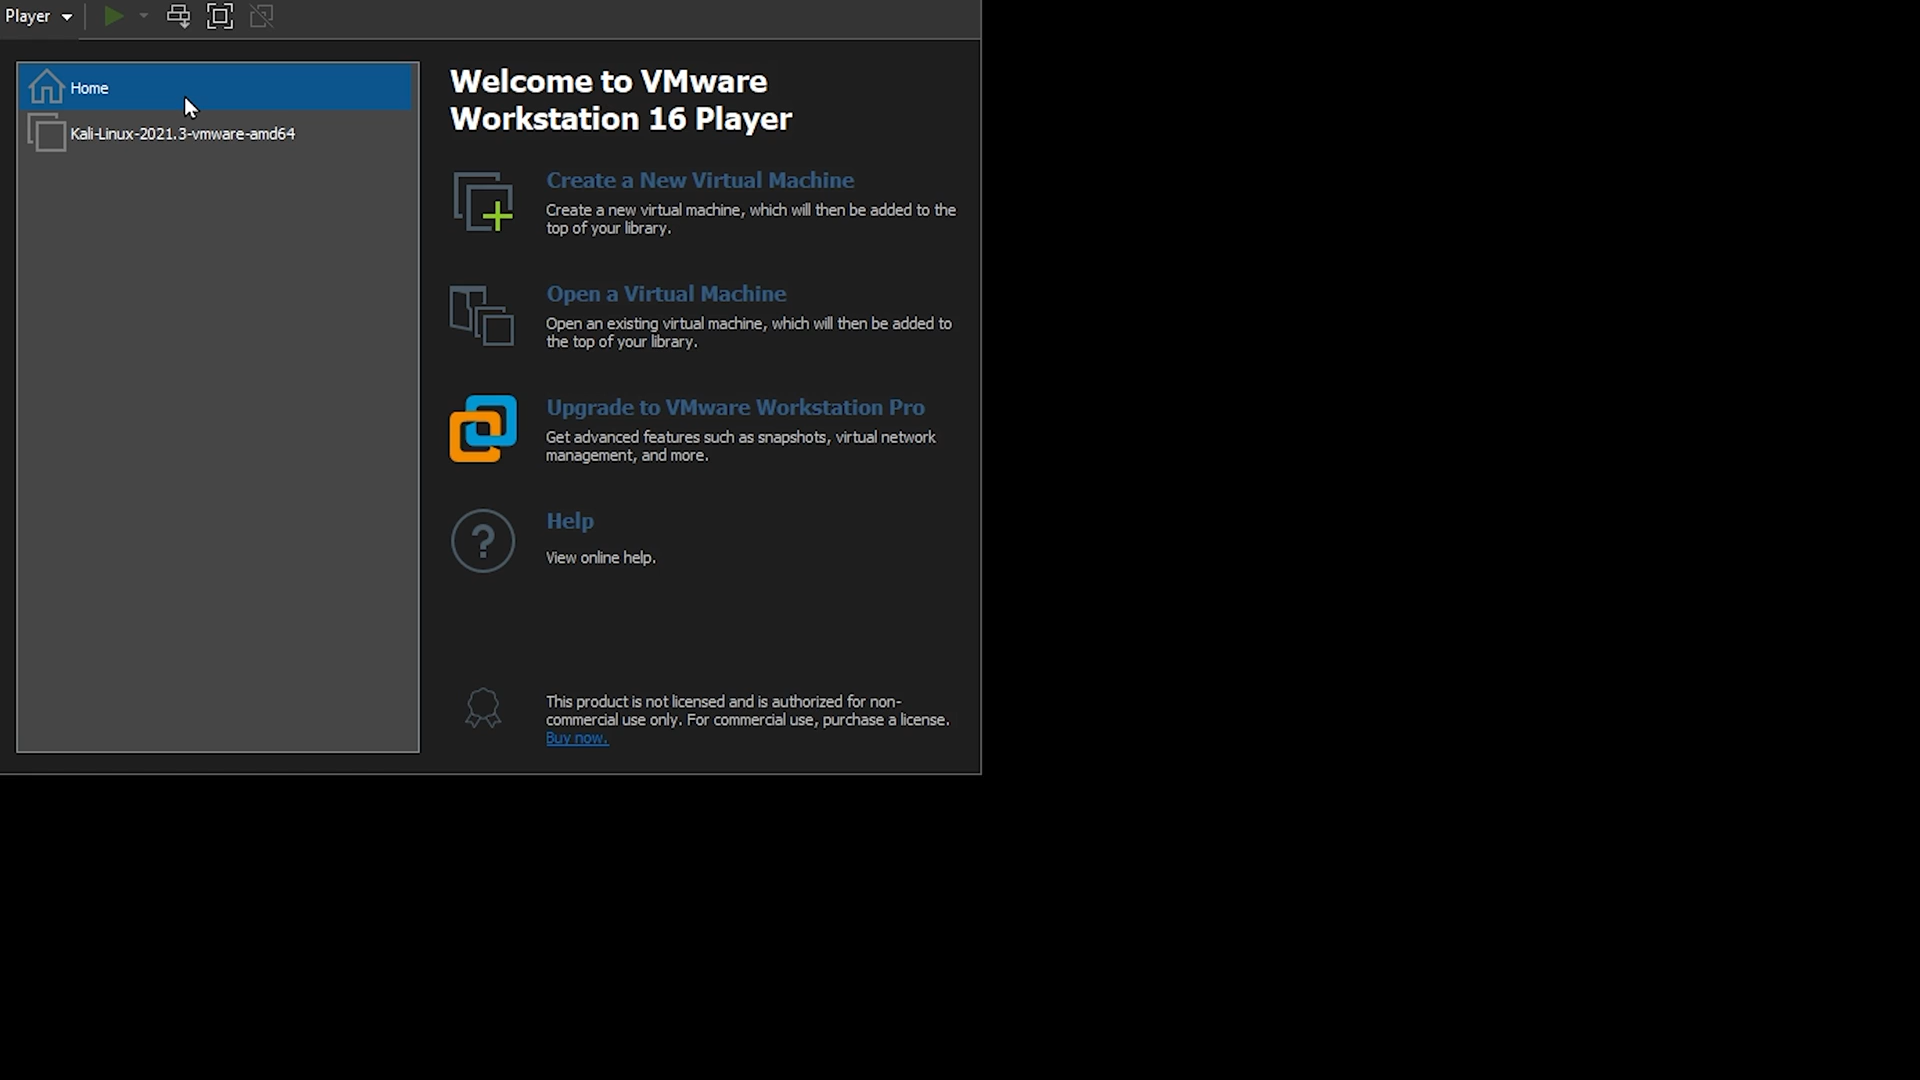 Player
Home
Kali-Linux-2021.3-vmware-amd64
Welcome to VMware
Workstation 16 Player
Create a New Virtual Machine
Create a new virtual machine, which will then be added to the
top of your library.
Open a Virtual Machine
Open an existing virtual machine, which will then be added to
the top of your library.
Upgrade to VMware Workstation Pro
Get advanced features such as snapshots, virtual network
management, and more.
?
Help
View online help.
This product is not licensed and is authorized for non-
commercial use only. For commercial use, purchase a license.
Buy now.